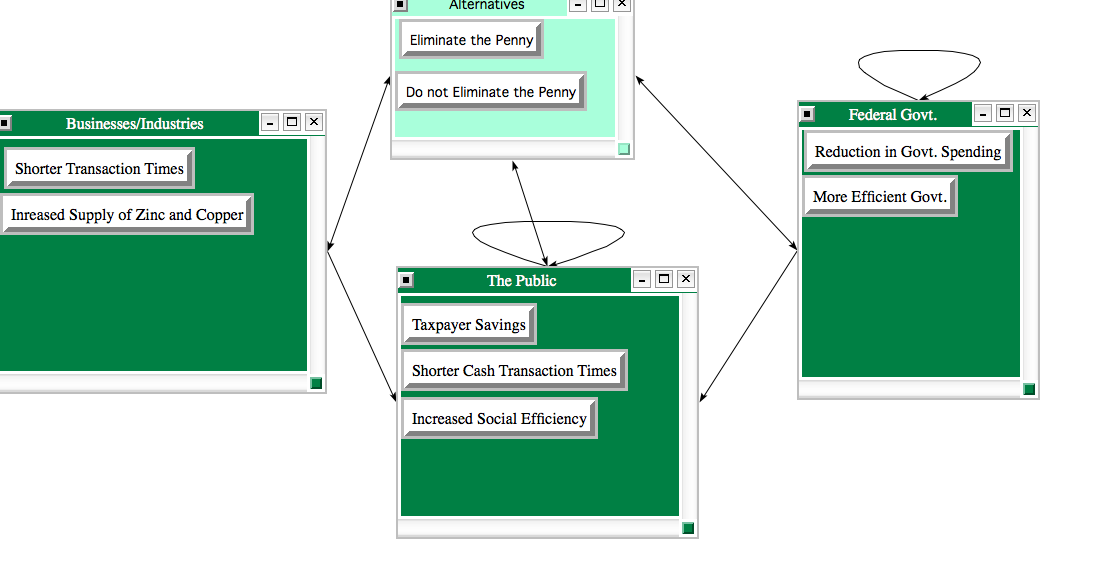 Alternatives
Eliminate the Penny
Do not Eliminate the Penny
Businesses/Industries
Shorter Transaction Times
Inreased Supply of Zinc and Copper
Federal Govt.
Reduction in Govt. Spending
More Efficient Govt.
The Public
Taxpayer Savings
Shorter Cash Transaction Times
Increased Social Efficiency